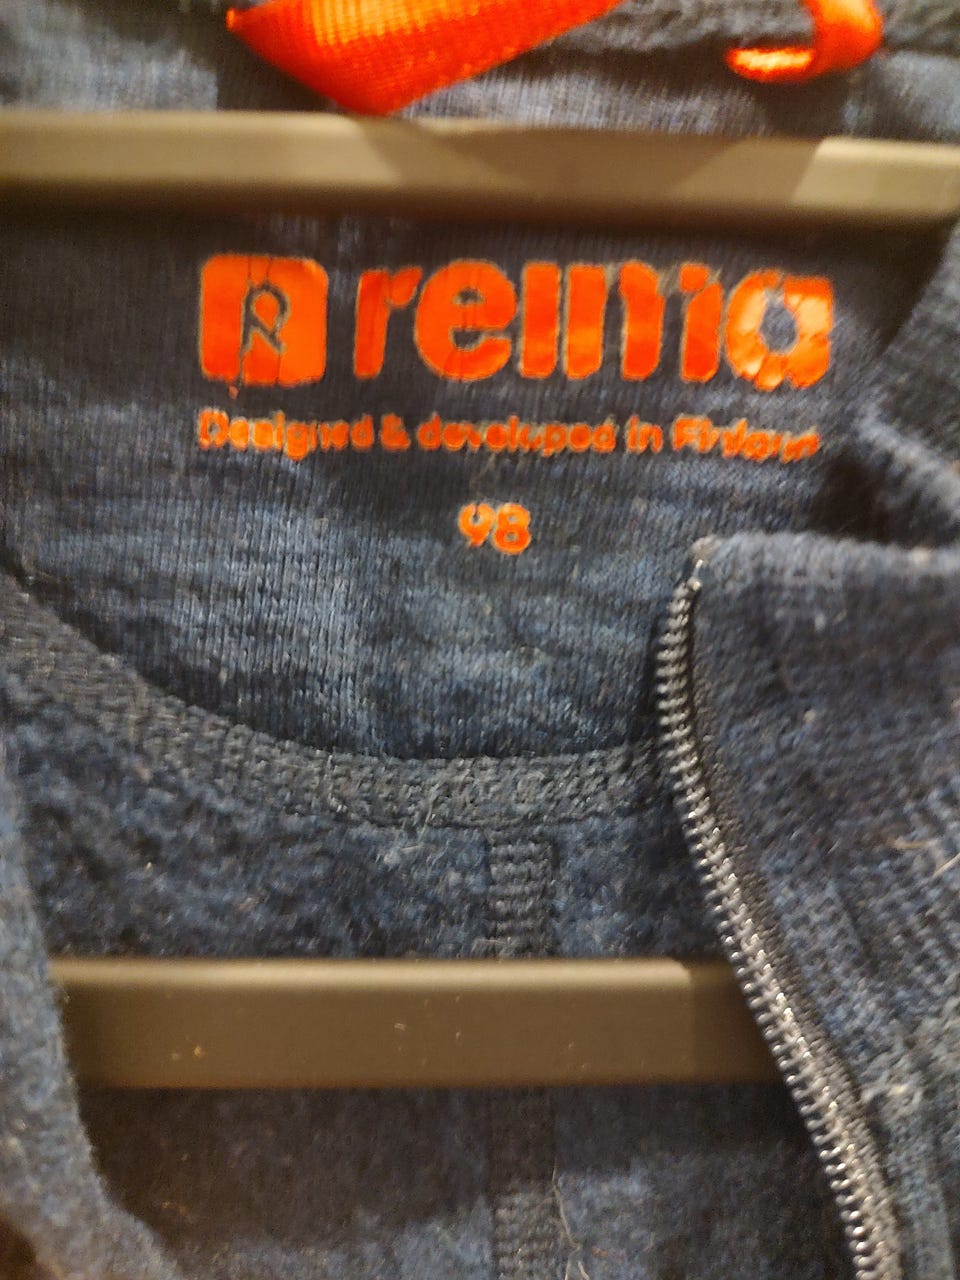 R reima
Designed & developed in Finland
98